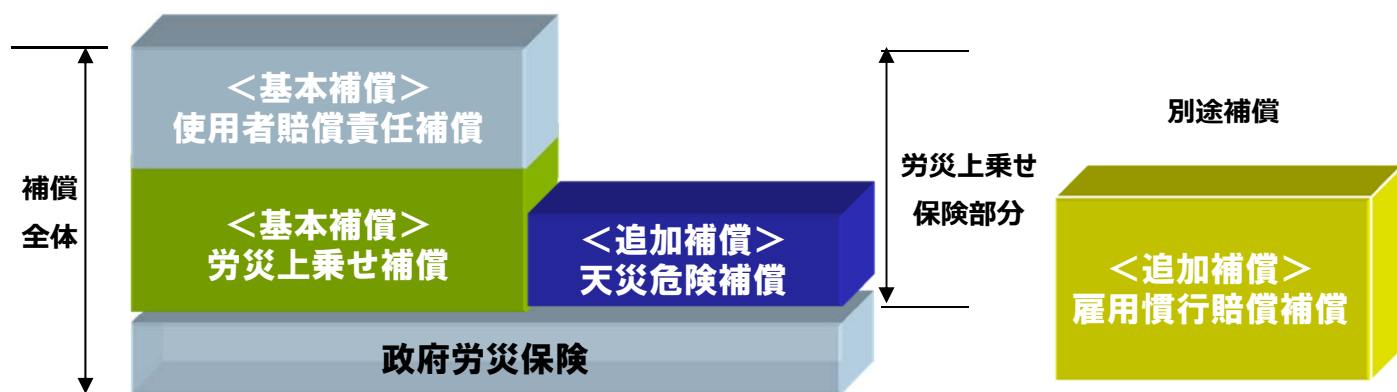 補償
全体
＜基本補償＞
使用者賠償責任補償
＜基本補償＞
労災上乗せ補償
＜追加補償＞
天災危険補償
政府労災保険
労災上乗せ
保険部分
別途補償
＜追加補償＞
雇用慣行賠償補償